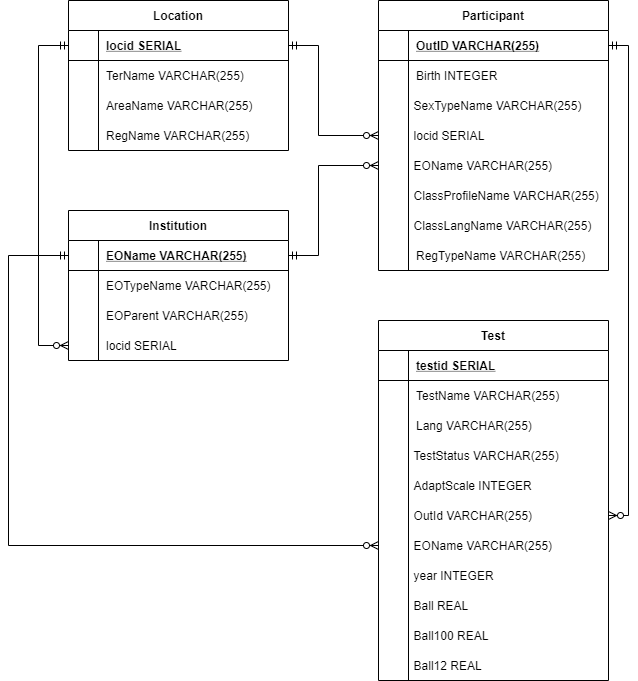 Location
locid SERIAL
TerName VARCHAR(255)
AreaName VARCHAR(255)
RegName VARCHAR(255)
Participant
OutID VARCHAR(255)
Birth INTEGER
SexTypeName VARCHAR(255)
locid SERIAL
EOName VARCHAR(255)
ClassProfileName VARCHAR(255)
ClassLangName VARCHAR(255)
RegTypeName VARCHAR(255)
Institution
EOName VARCHAR(255)
EOTypeName VARCHAR(255)
EOParent VARCHAR(255)
locid SERIAL
Test
testid SERIAL
TestName VARCHAR(255)
Lang VARCHAR(255)
TestStatus VARCHAR(255)
AdaptScale INTEGER
OutId VARCHAR(255)
EOName VARCHAR(255)
year INTEGER
Ball REAL
Ball100 REAL
Ball12 REAL